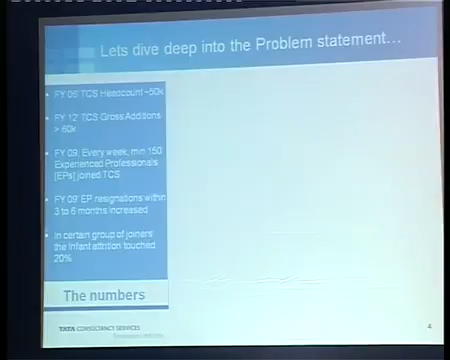 Lets dive deep into the Problem statement...
• FY 05 TCS Headcount ~50k
• FY 12 TCS Gross Additions
> 60k
• FY 09, Every week, min 150
Experienced Professionals
[EPs] joined TCS
• FY 09 EP resignations within
3 to 6 months increased
• In certain group of joiners
the Infant attrition touched
20%
The numbers
TATA CONSULTANCY SERVICES
4